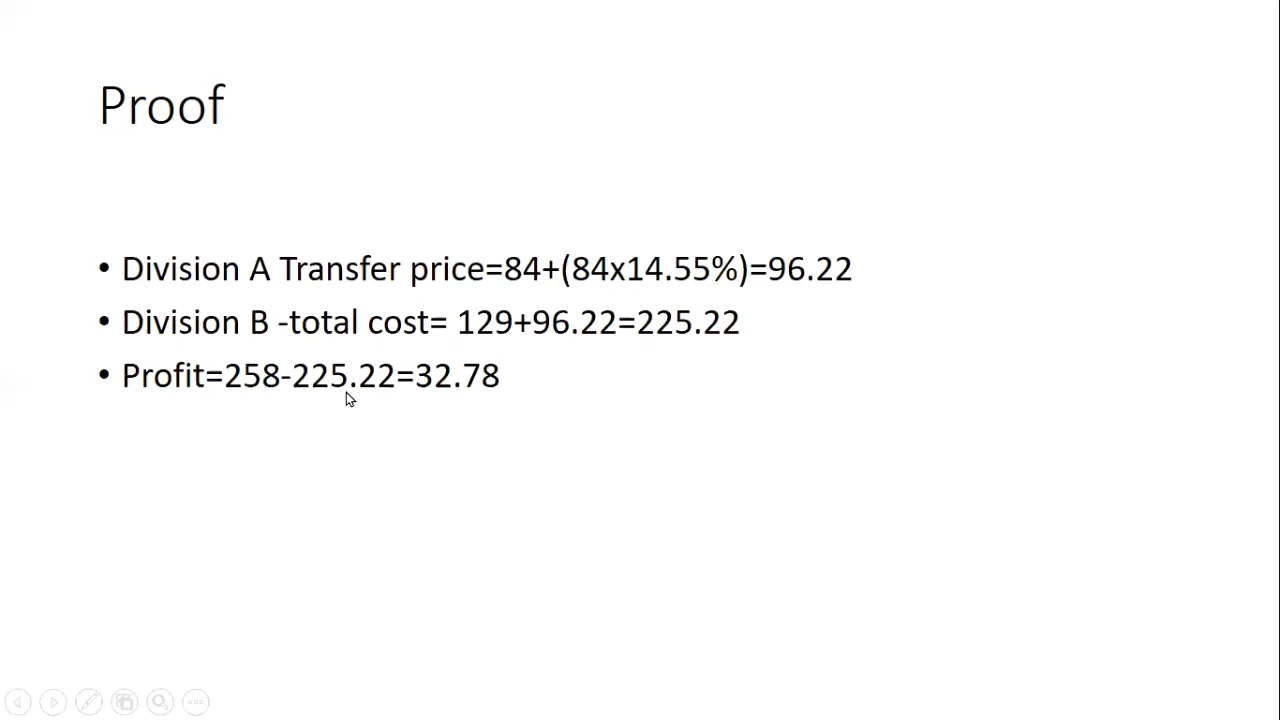 Proof
• Division A Transfer price=84+(84x14.55%)=96.22
• Division B -total cost= 129+96.22=225.22
• Profit=258-225.22=32.78